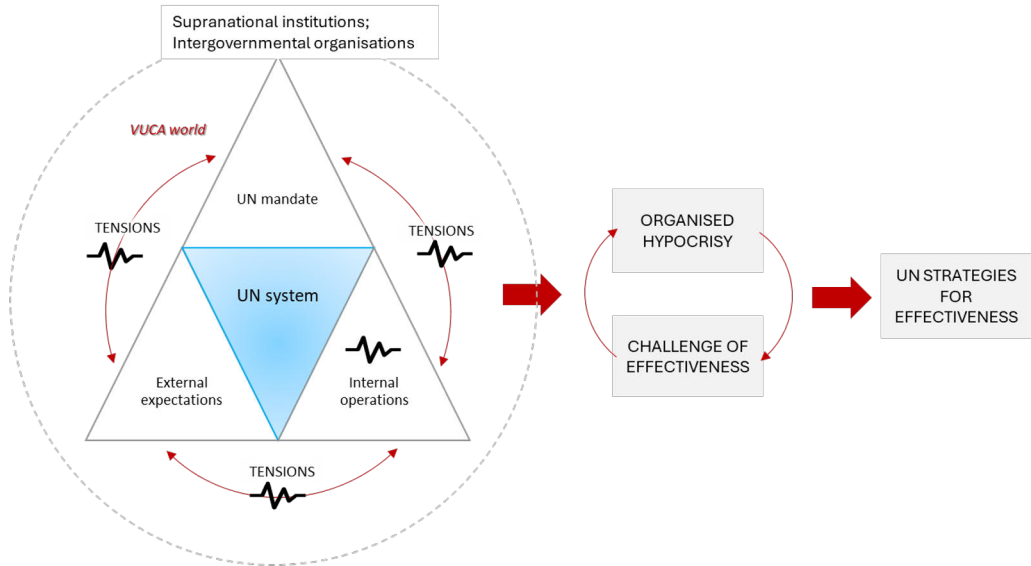 Supranational institutions;
Intergovernmental organisations
VUCA world
UN mandate
TENSIONS
TENSIONS
UN system
External
expectations
Internal
operations
TENSIONS
ORGANISED
HYPOCRISY
CHALLENGE OF
EFFECTIVENESS
UN STRATEGIES
FOR
EFFECTIVENESS